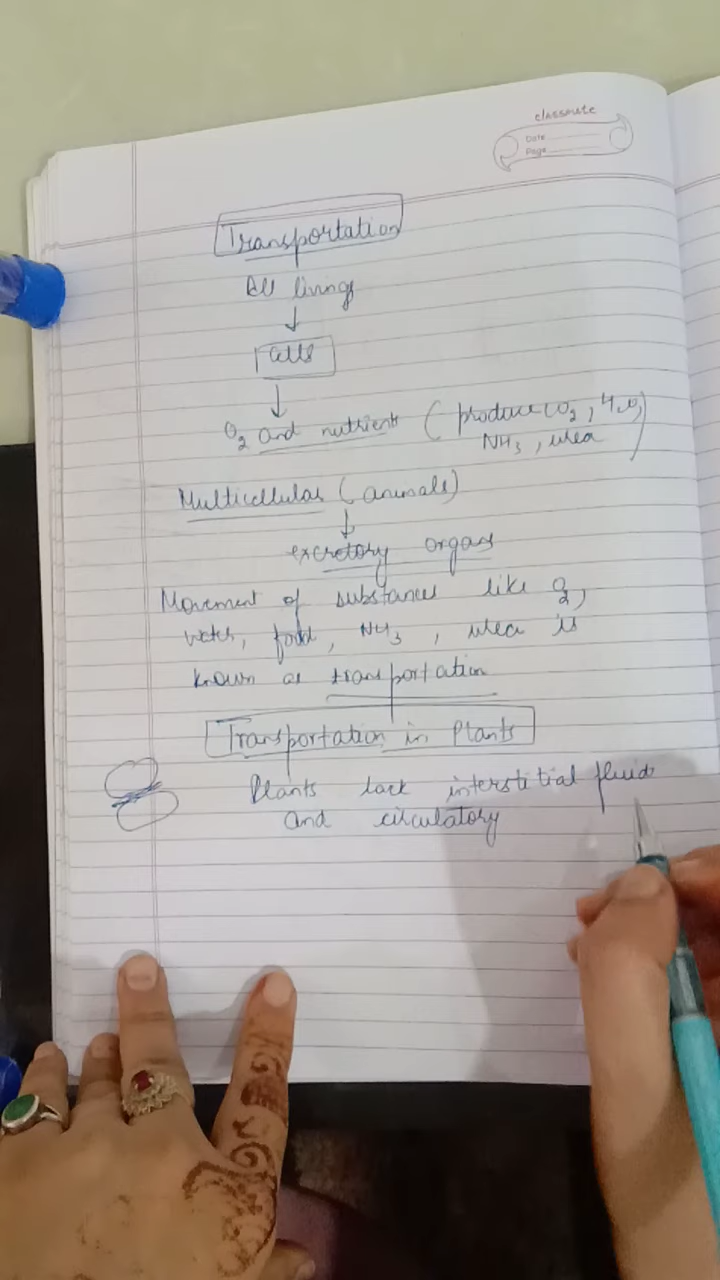 classmate
Date
Page
Transportation
All living
↓
cells
↓
O2 and nutrient ( produce CO2, H2O,
NH3, urea )
Multicellular (animals)
↓
excretory organs
Movement of substances like O2,
water, food, NH3, urea is
known as transportation
Transportation in Plants
Plants lack interstitial fluid
and circulatory